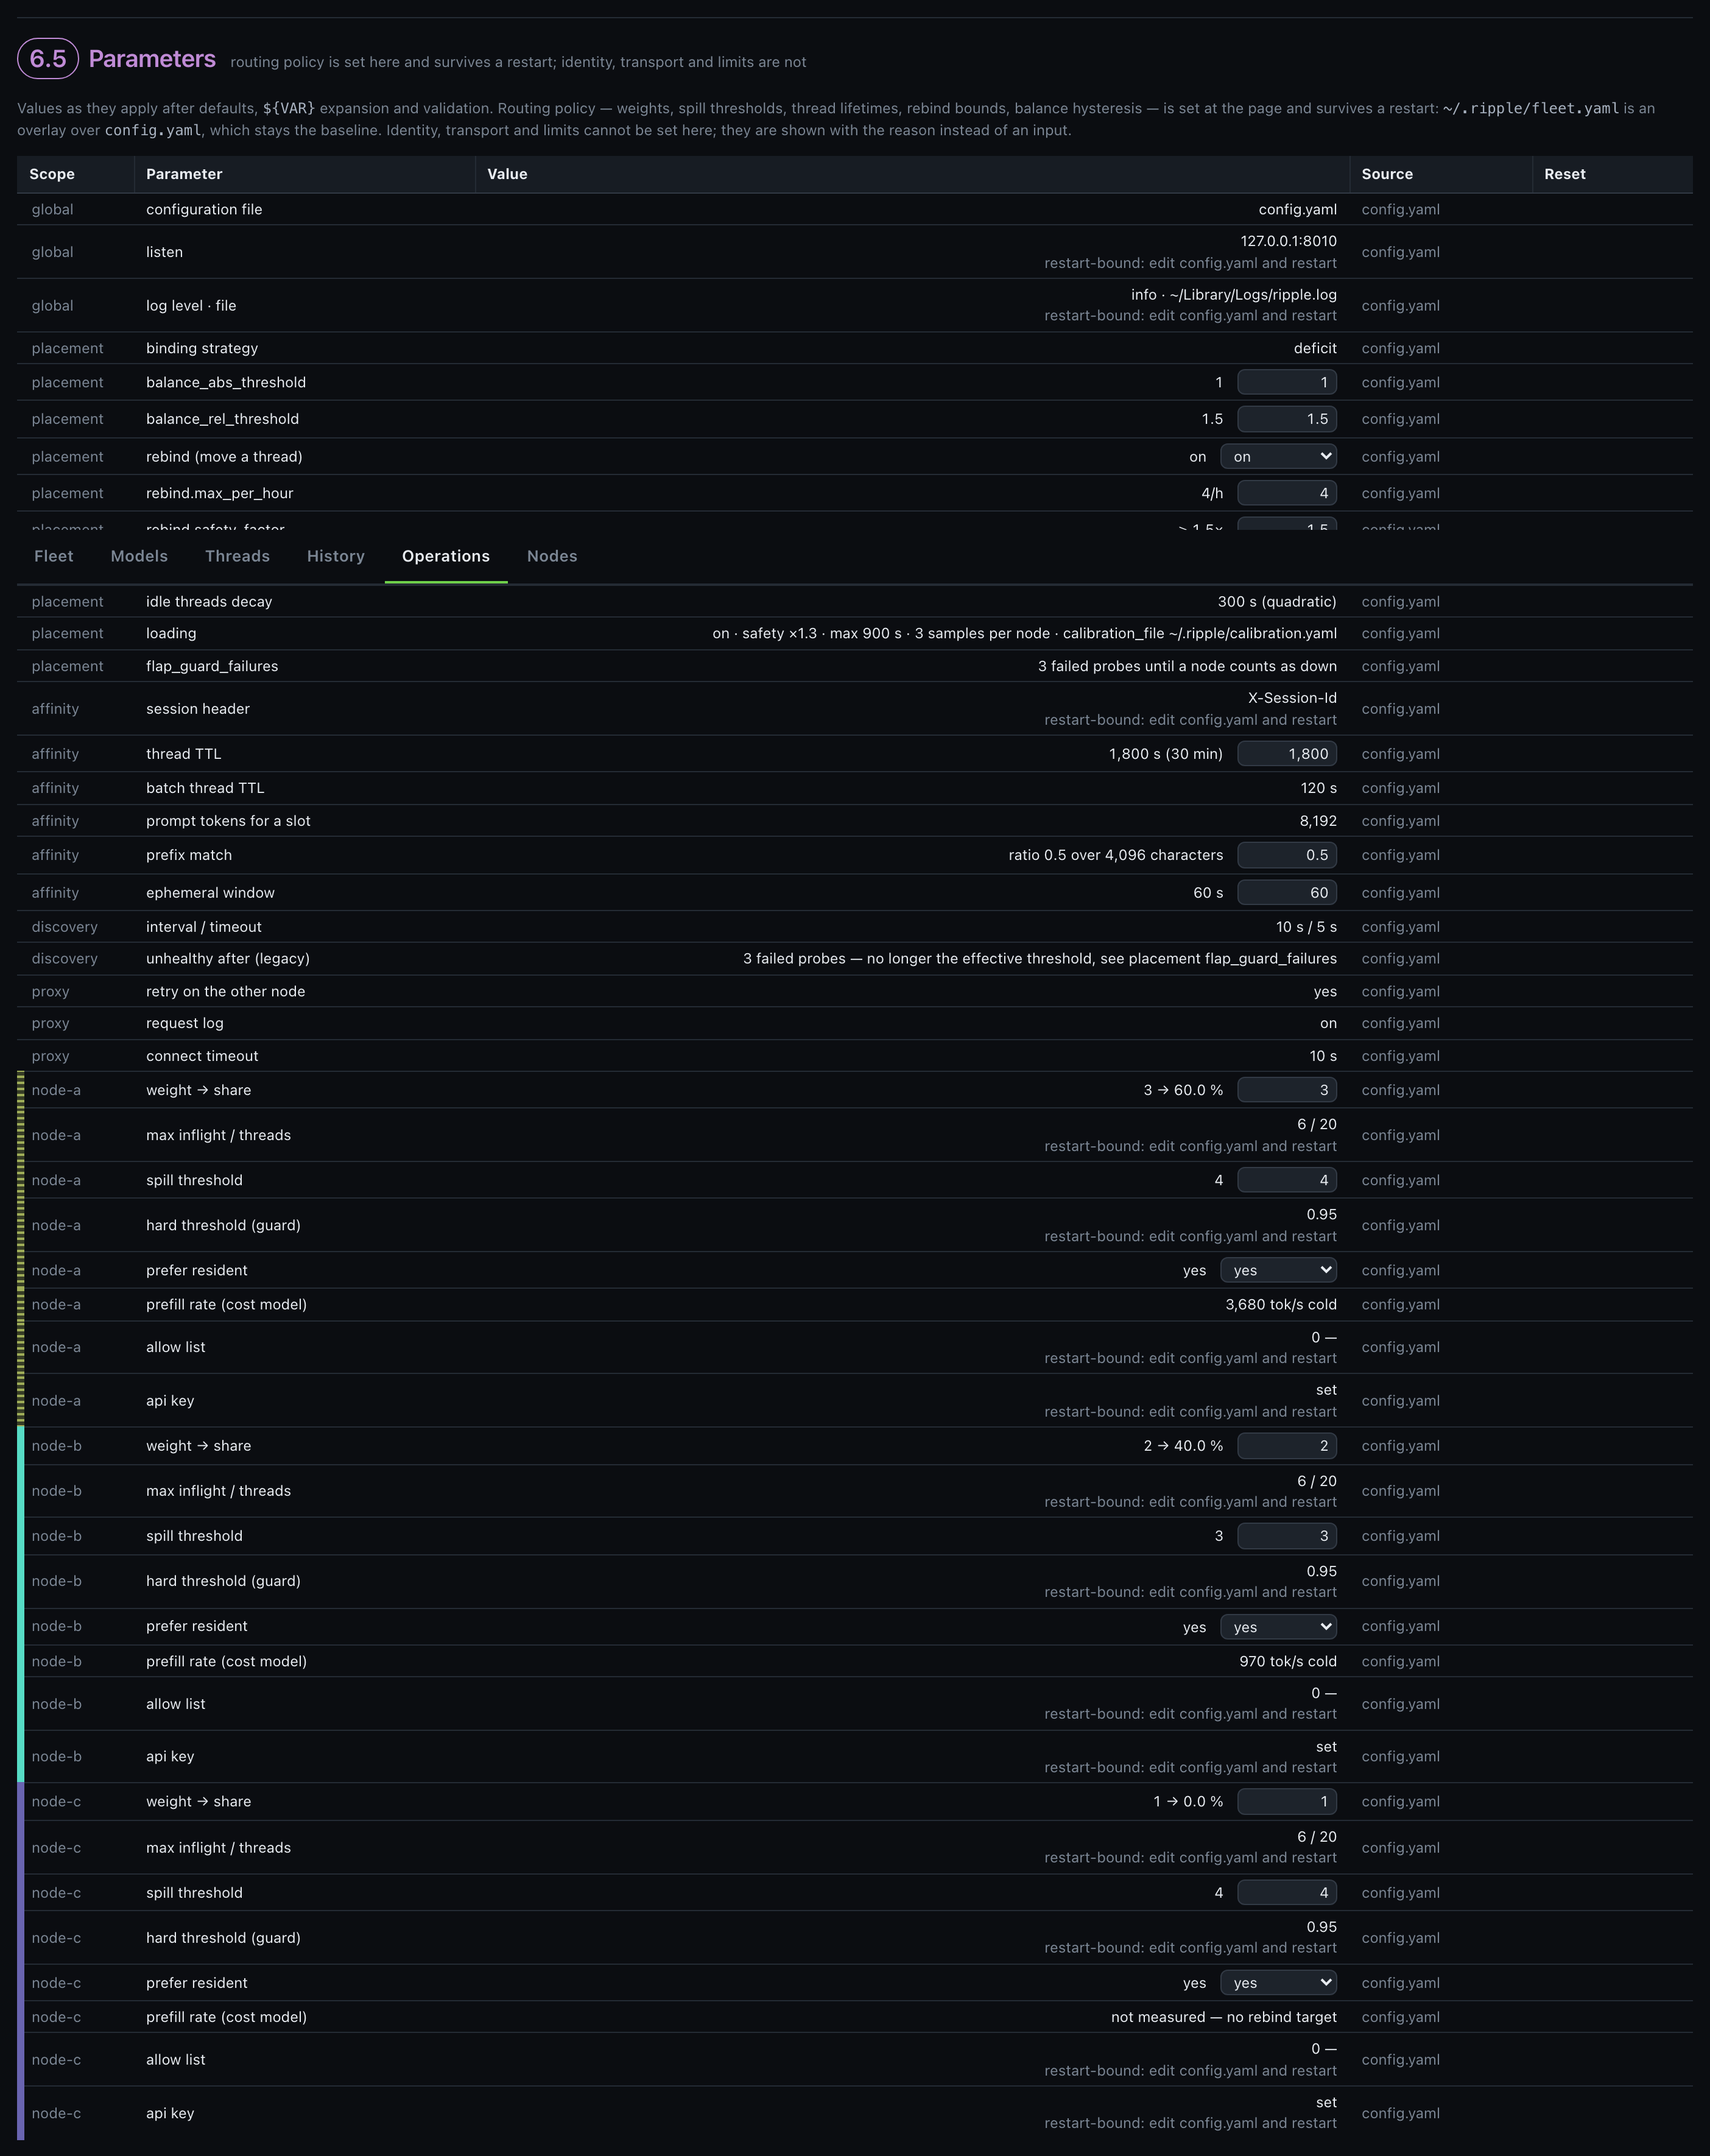 6.5 Parameters routing policy is set here and survives a restart; identity, transport and limits are not
Values as they apply after defaults, ${VAR} expansion and validation. Routing policy — weights, spill thresholds, thread lifetimes, rebind bounds, balance hysteresis — is set at the page and survives a restart: ~/.ripple/fleet.yaml is an
overlay over config.yaml, which stays the baseline. Identity, transport and limits cannot be set here; they are shown with the reason instead of an input.
Scope Parameter Value Source Reset
global configuration file config.yaml config.yaml
global listen 127.0.0.1:8010 config.yaml
restart-bound: edit config.yaml and restart
global log level · file info · ~/Library/Logs/ripple.log config.yaml
restart-bound: edit config.yaml and restart
placement binding strategy deficit config.yaml
placement balance_abs_threshold 1 1 config.yaml
placement balance_rel_threshold 1.5 1.5 config.yaml
placement rebind (move a thread) on on config.yaml
placement rebind.max_per_hour 4/h 4 config.yaml
placement rebind.safety_factor 1.5 config.yaml
Fleet Models Threads History Operations Nodes
placement idle threads decay 300 s (quadratic) config.yaml
placement loading on · safety ×1.3 · max 900 s · 3 samples per node · calibration_file ~/.ripple/calibration.yaml config.yaml
placement flap_guard_failures 3 failed probes until a node counts as down config.yaml
affinity session header X-Session-Id config.yaml
restart-bound: edit config.yaml and restart
affinity thread TTL 1,800 s (30 min) 1,800 config.yaml
affinity batch thread TTL 120 s config.yaml
affinity prompt tokens for a slot 8,192 config.yaml
affinity prefix match ratio 0.5 over 4,096 characters 0.5 config.yaml
affinity ephemeral window 60 s 60 config.yaml
discovery interval / timeout 10 s / 5 s config.yaml
discovery unhealthy after (legacy) 3 failed probes — no longer the effective threshold, see placement flap_guard_failures config.yaml
proxy retry on the other node yes config.yaml
proxy request log on config.yaml
proxy connect timeout 10 s config.yaml
node-a weight → share 3 → 60.0 % 3 config.yaml
node-a max inflight / threads 6 / 20 config.yaml
restart-bound: edit config.yaml and restart
node-a spill threshold 4 4 config.yaml
node-a hard threshold (guard) 0.95 config.yaml
restart-bound: edit config.yaml and restart
node-a prefer resident yes yes config.yaml
node-a prefill rate (cost model) 3,680 tok/s cold config.yaml
node-a allow list 0 — config.yaml
restart-bound: edit config.yaml and restart
node-a api key set config.yaml
restart-bound: edit config.yaml and restart
node-b weight → share 2 → 40.0 % 2 config.yaml
node-b max inflight / threads 6 / 20 config.yaml
restart-bound: edit config.yaml and restart
node-b spill threshold 3 3 config.yaml
node-b hard threshold (guard) 0.95 config.yaml
restart-bound: edit config.yaml and restart
node-b prefer resident yes yes config.yaml
node-b prefill rate (cost model) 970 tok/s cold config.yaml
node-b allow list 0 — config.yaml
restart-bound: edit config.yaml and restart
node-b api key set config.yaml
restart-bound: edit config.yaml and restart
node-c weight → share 1 → 0.0 % 1 config.yaml
node-c max inflight / threads 6 / 20 config.yaml
restart-bound: edit config.yaml and restart
node-c spill threshold 4 4 config.yaml
node-c hard threshold (guard) 0.95 config.yaml
restart-bound: edit config.yaml and restart
node-c prefer resident yes yes config.yaml
node-c prefill rate (cost model) not measured — no rebind target config.yaml
node-c allow list 0 — config.yaml
restart-bound: edit config.yaml and restart
node-c api key set config.yaml
restart-bound: edit config.yaml and restart